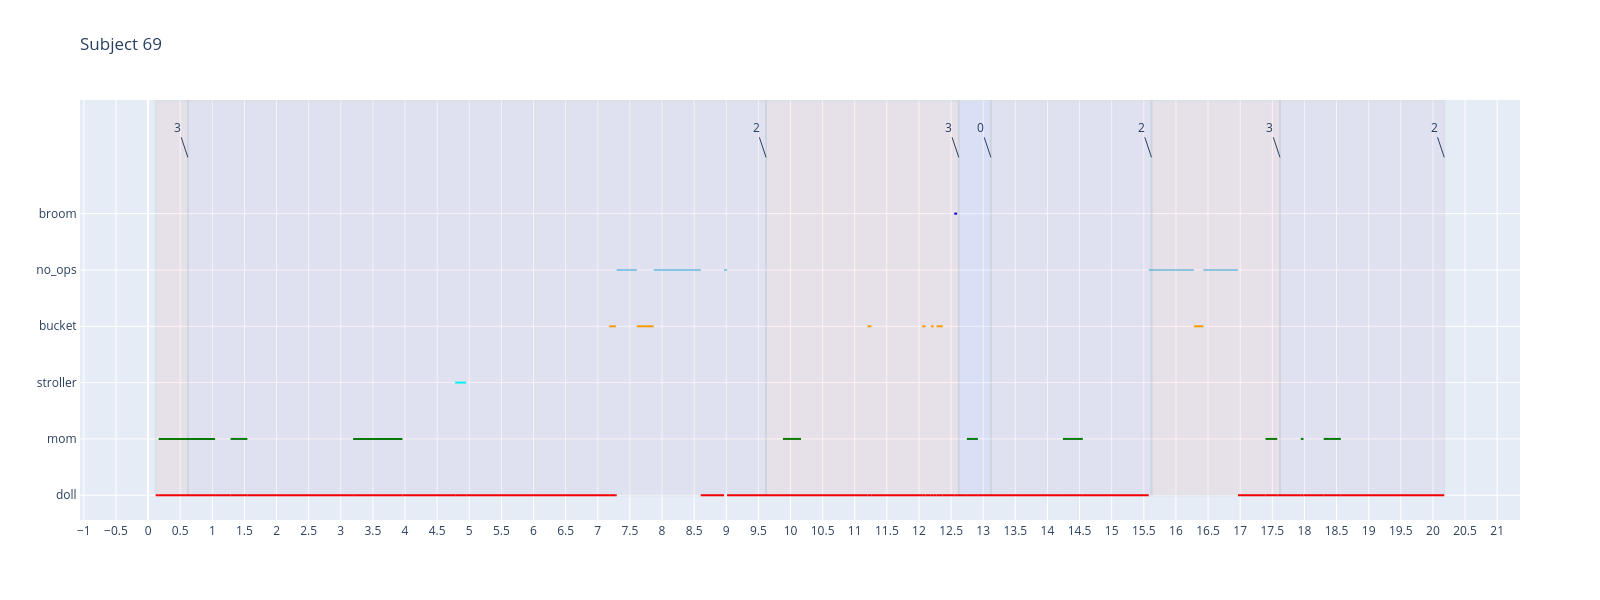 Subject 69
3 2 3 0 2 3 2
broom
no_ops
bucket
stroller
mom
doll
−1 −0.5 0 0.5 1 1.5 2 2.5 3 3.5 4 4.5 5 5.5 6 6.5 7 7.5 8 8.5 9 9.5 10 10.5 11 11.5 12 12.5 13 13.5 14 14.5 15 15.5 16 16.5 17 17.5 18 18.5 19 19.5 20 20.5 21